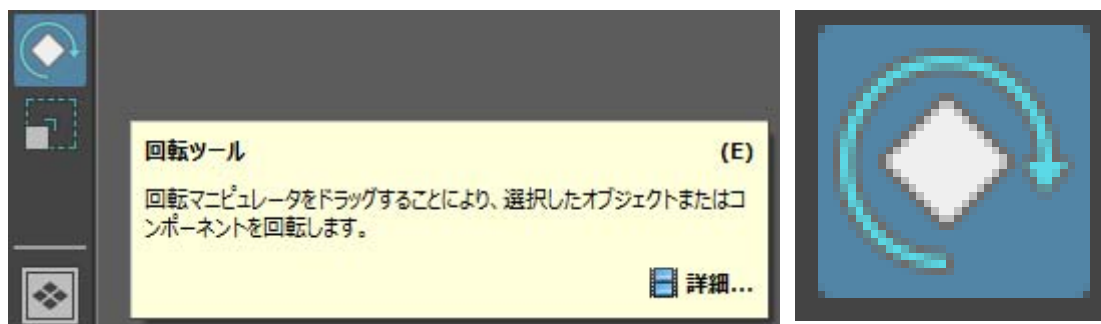 回転ツール (E)
回転マニピュレータをドラッグすることにより、選択したオブジェクトまたはコ
ンポーネントを回転します。
詳細...